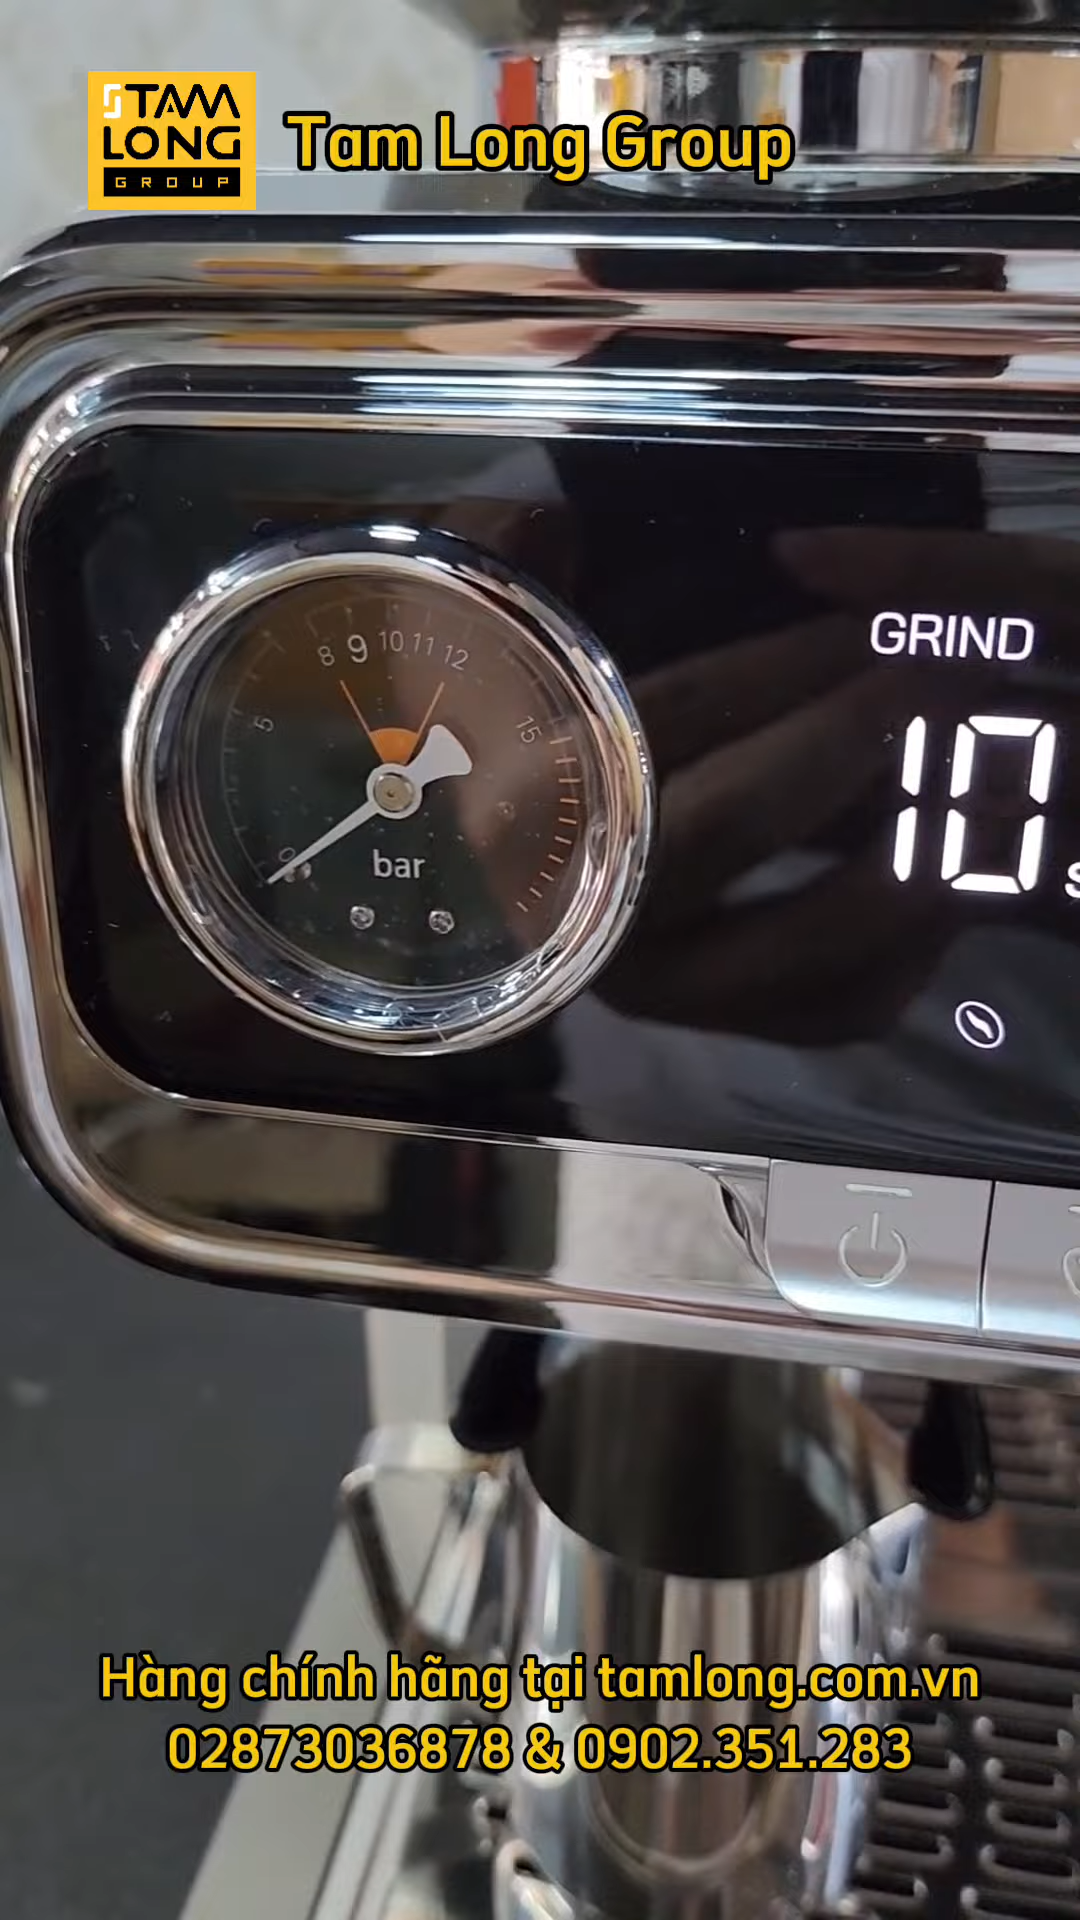 TAM
LONG
GROUP
Tam Long Group
8 9 10 11 12
5
15
0
bar
GRIND
10 s
Hàng chính hãng tại tamlong.com.vn
02873036878 & 0902.351.283